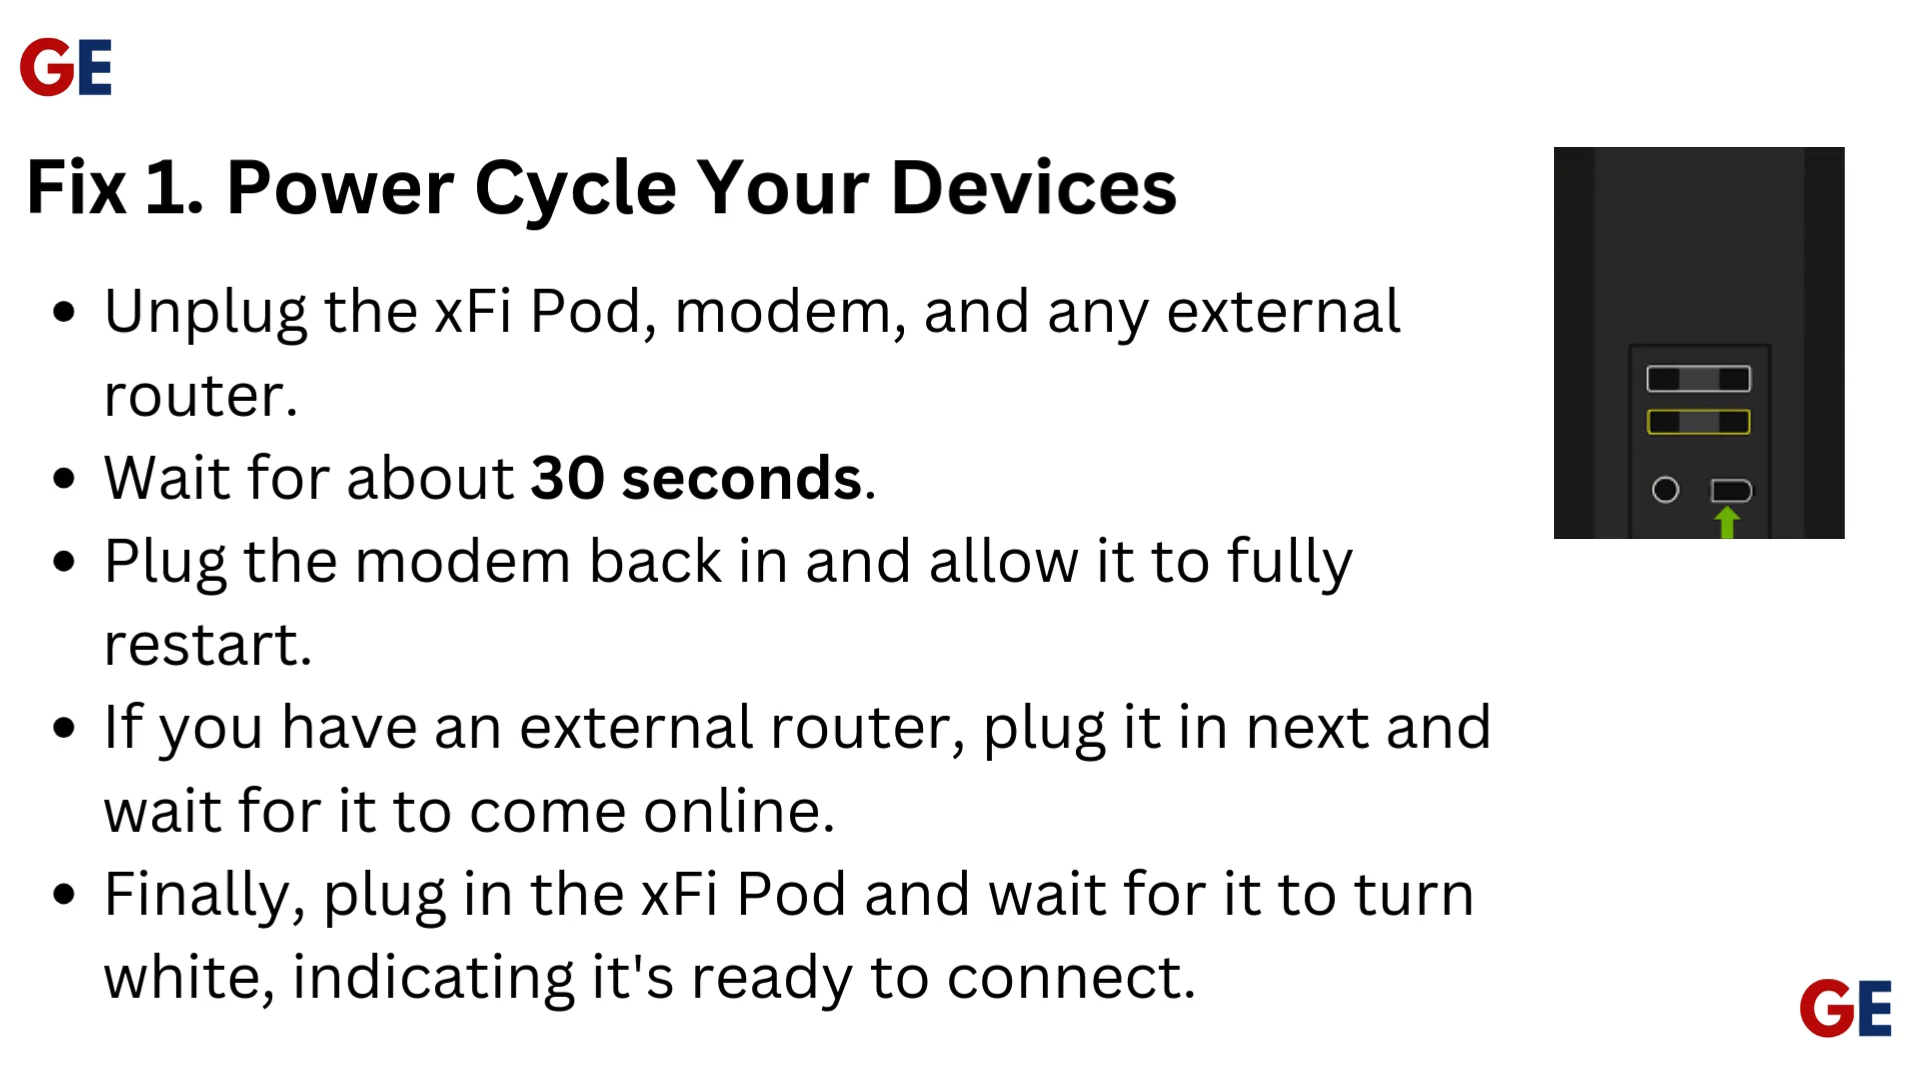 GE
Fix 1. Power Cycle Your Devices
• Unplug the xFi Pod, modem, and any external
router.
• Wait for about 30 seconds.
• Plug the modem back in and allow it to fully
restart.
• If you have an external router, plug it in next and
wait for it to come online.
• Finally, plug in the xFi Pod and wait for it to turn
white, indicating it's ready to connect.
GE